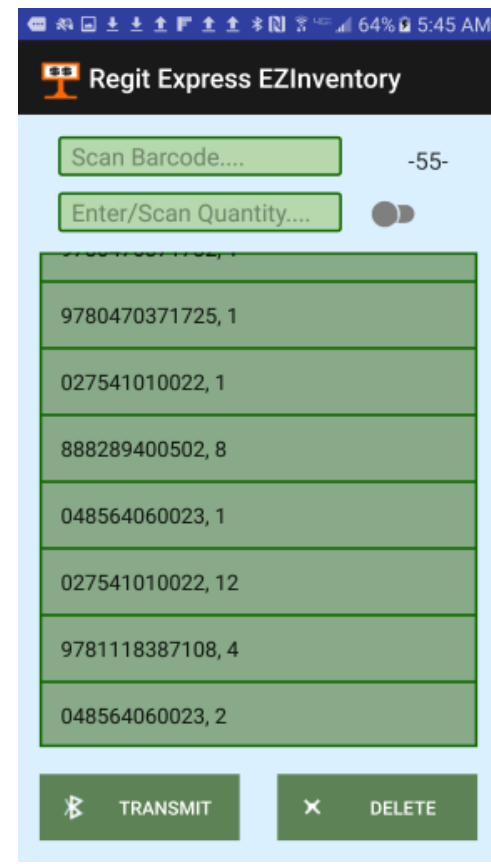 64% 5:45 AM
$$ Regit Express EZInventory
Scan Barcode.... -55-
Enter/Scan Quantity....
9780470371725, 1
027541010022, 1
888289400502, 8
048564060023, 1
027541010022, 12
9781118387108, 4
048564060023, 2
TRANSMIT DELETE